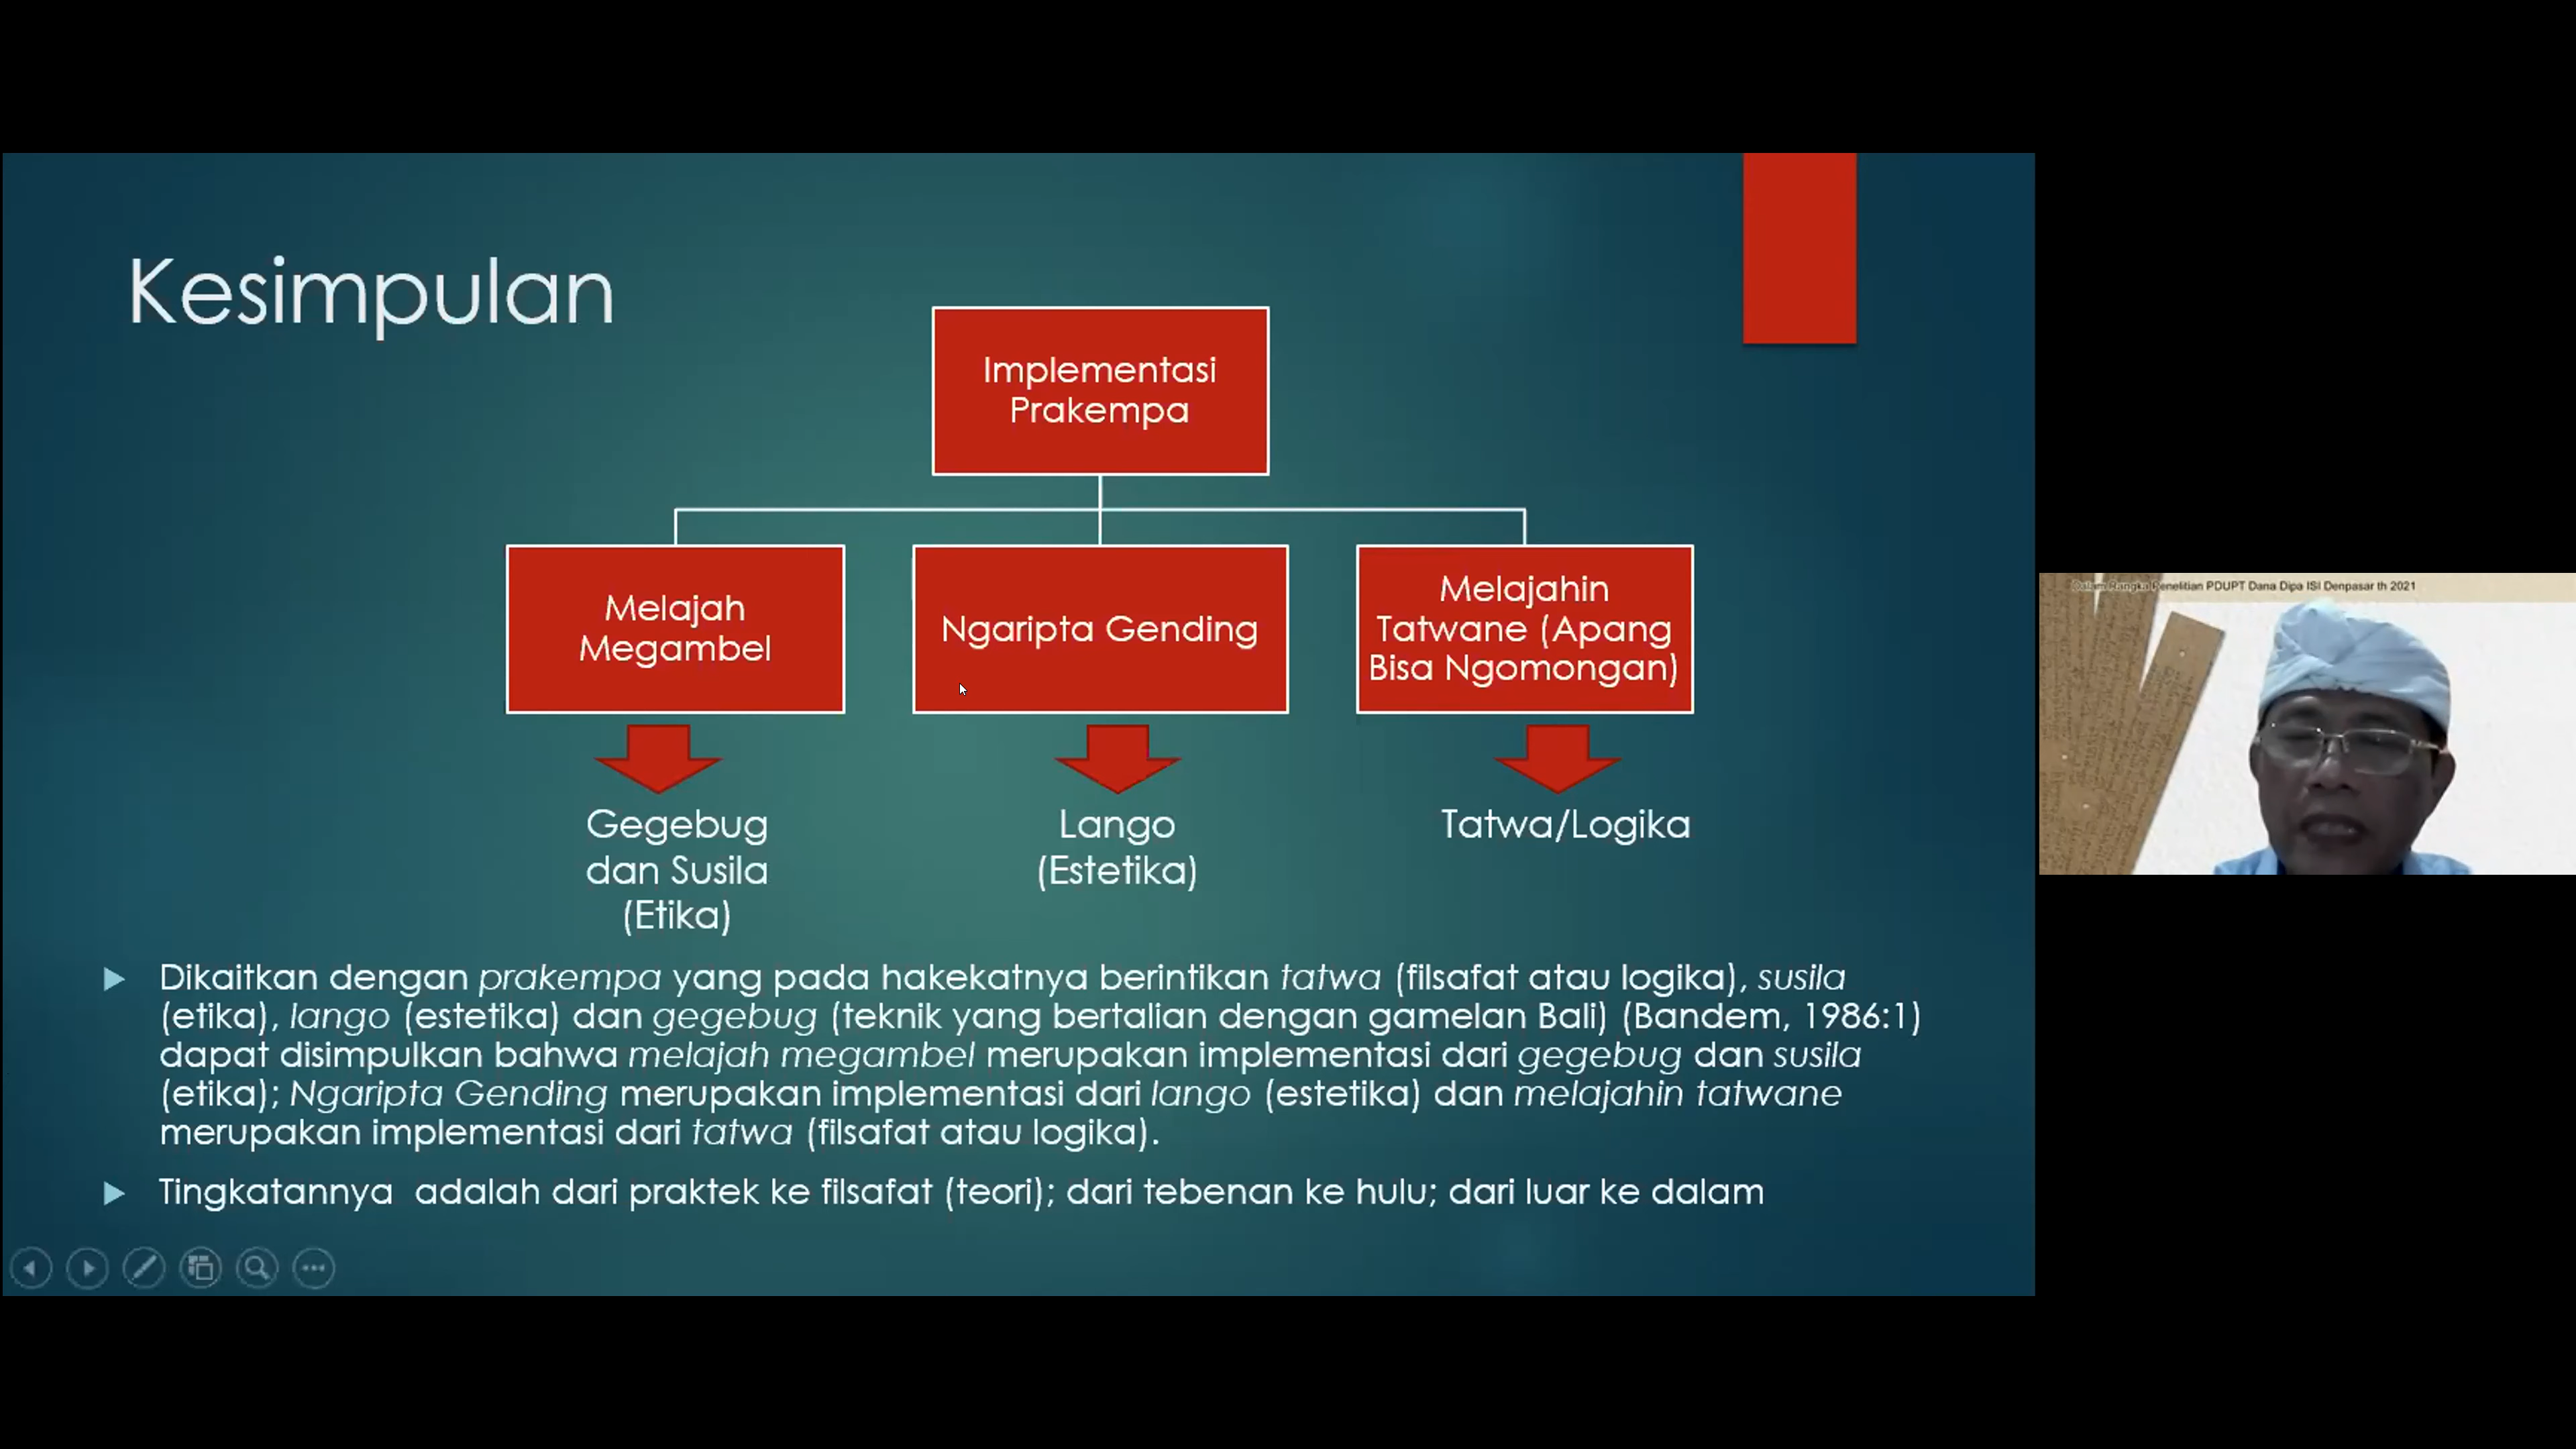 Kesimpulan
Implementasi
Prakempa
Melajah
Megambel
Ngaripta Gending
Melajahin
Tatwane (Apang
Bisa Ngomongan)
Gegebug
dan Susila
(Etika)
Lango
(Estetika)
Tatwa/Logika
Dikaitkan dengan prakempa yang pada hakekatnya berintikan tatwa (filsafat atau logika), susila
(etika), lango (estetika) dan gegebug (teknik yang bertalian dengan gamelan Bali) (Bandem, 1986:1)
dapat disimpulkan bahwa melajah megambel merupakan implementasi dari gegebug dan susila
(etika); Ngaripta Gending merupakan implementasi dari lango (estetika) dan melajahin tatwane
merupakan implementasi dari tatwa (filsafat atau logika).
Tingkatannya adalah dari praktek ke filsafat (teori); dari tebenan ke hulu; dari luar ke dalam
Dalam Rangka Penelitian PDUPT Dana Dipa ISI Denpasar th 2021